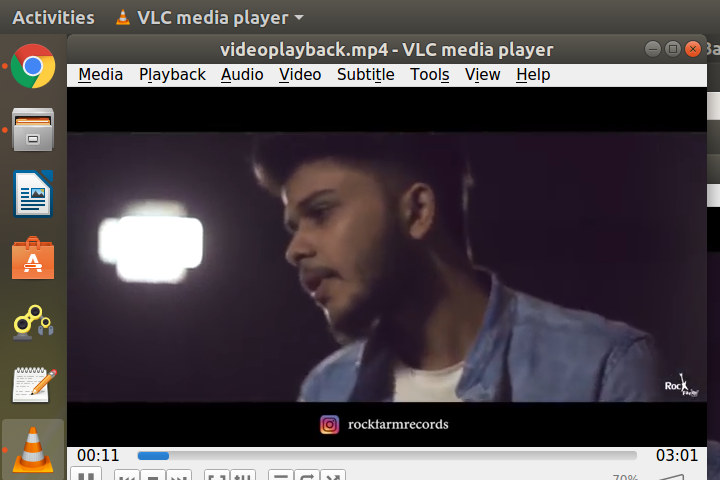 Activities
VLC media player
videoplayback.mp4 - VLC media player
Media Playback Audio Video Subtitle Tools View Help
Rock
rockfarmrecords
00:11
03:01
70%